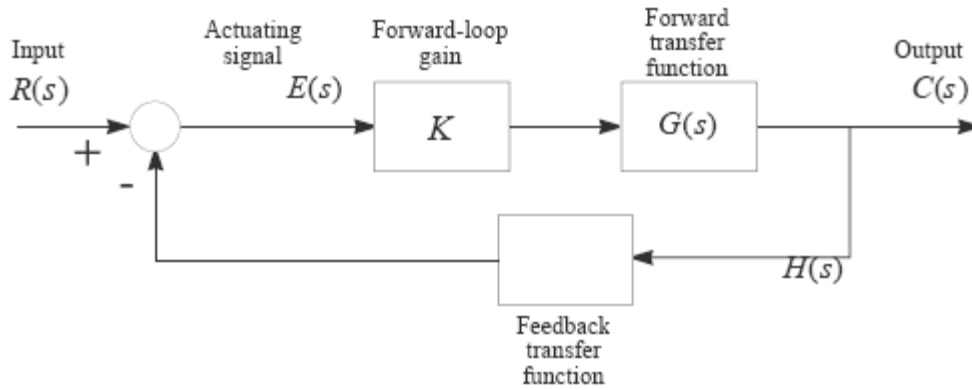 Input
R(s)
Actuating
signal
E(s)
Forward-loop
gain
K
Forward
transfer
function
G(s)
Output
C(s)
+
-
H(s)
Feedback
transfer
function